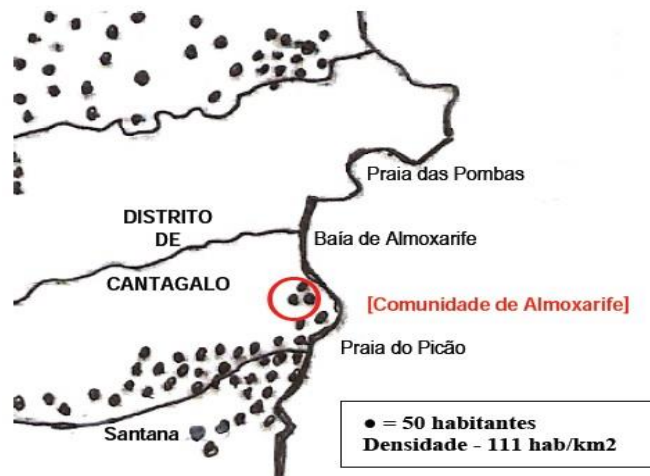 Praia das Pombas
DISTRITO
DE
CANTAGALO
Baía de Almoxarife
[Comunidade de Almoxarife]
Praia do Picão
Santana
● = 50 habitantes
Densidade - 111 hab/km2